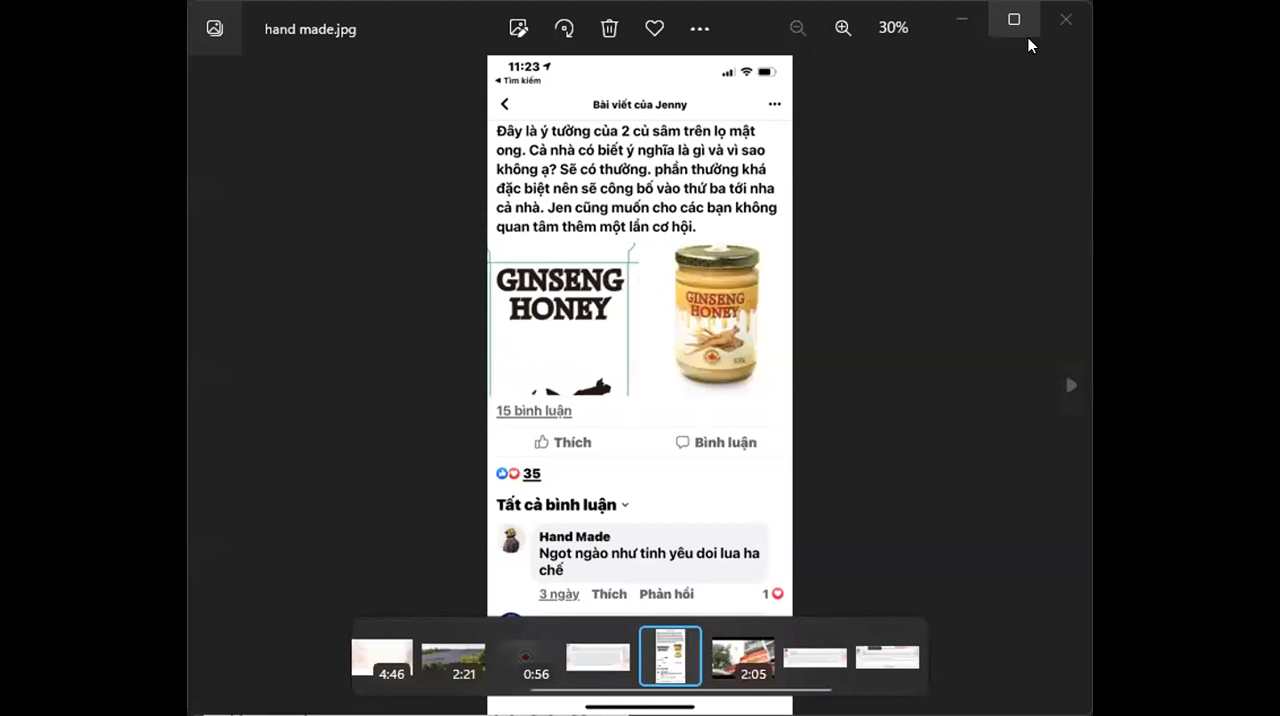 hand made.jpg
30%
11:23
Tìm kiếm
Bài viết của Jenny
Đây là ý tưởng của 2 củ sâm trên lọ mật
ong. Cả nhà có biết ý nghĩa là gì và vì sao
không ạ? Sẽ có thưởng. phần thưởng khá
đặc biệt nên sẽ công bố vào thứ ba tới nha
cả nhà. Jen cũng muốn cho các bạn không
quan tâm thêm một lần cơ hội.
GINSENG
HONEY
GINSENG
HONEY
15 bình luận
Thích
Bình luận
35
Tất cả bình luận
Hand Made
Ngọt ngào như tình yêu doi lua ha
chế
3 ngày Thích Phản hồi 1
4:46
2:21
0:56
2:05